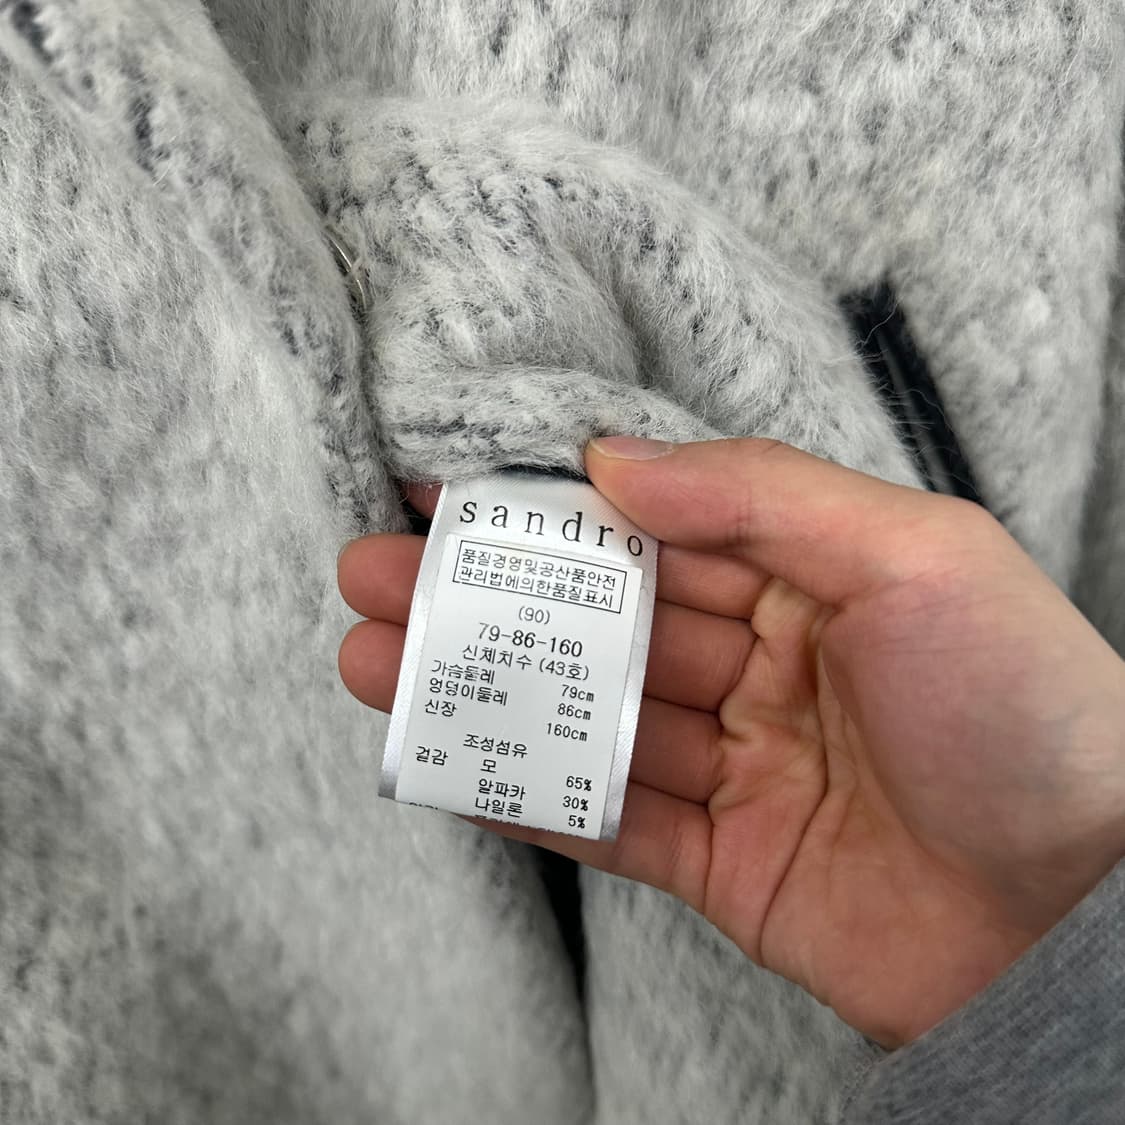 sandro
품질경영및공산품안전
관리법에의한품질표시
(90)
79-86-160
신체치수 (43호)
가슴둘레 79cm
엉덩이둘레 86cm
신장 160cm
조성섬유
겉감 모 65%
알파카 30%
나일론 5%